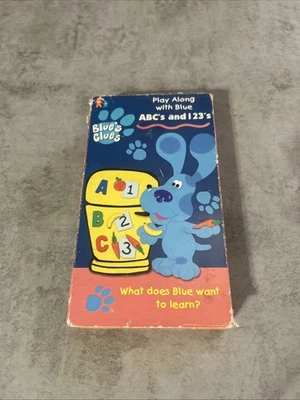 Play Along
with Blue
ABC's and 123's
Blue's
Clues
A 1
B 2
C 3
What does Blue want
to learn?